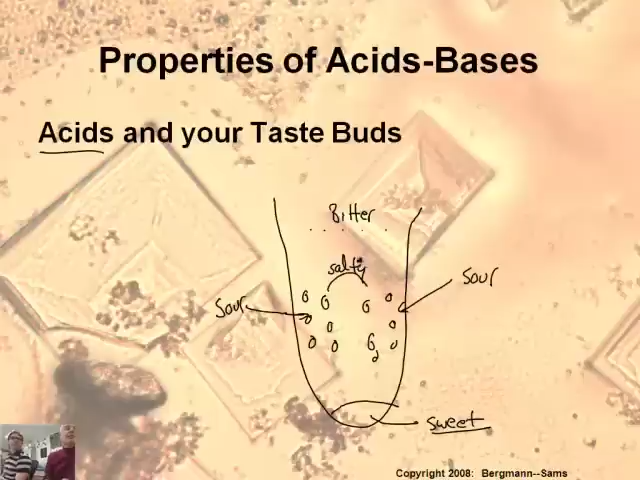 Properties of Acids-Bases
Acids and your Taste Buds
Bitter
salty
sour
sour
sweet
Copyright 2008: Bergmann--Sams